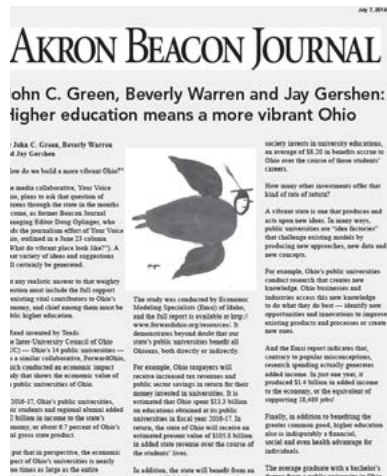 July 7, 2018
AKRON BEACON JOURNAL
ohn C. Green, Beverly Warren and Jay Gershen:
Higher education means a more vibrant Ohio
John C. Green, Beverly Warren
d Jay Gershen
ow do we build a more vibrant Ohio?"
e media collaborative, Your Voice
io, plans to ask that question of
izens through the state in the months
come, as former Beacon Journal
naging Editor Doug Oplinger, who
ds the journalism effort of Your Voice
io, outlined in a June 23 column
What do vibrant place look like?"). A
at variety of ideas and suggestions
ll certainly be generated.
t any realistic answer to that weighty
estion must include the full support
existing vital contributors to Ohio's
nomy, and chief among them must be
blic higher education.
Read invested by Tends
e Inter-University Council of Ohio
C) — Ohio's 14 public universities —
a similar collaborative, ForwardOhio,
ich conducted an economic impact
dy that shows the economic value of
public universities of Ohio.
2016-17, Ohio's public universities,
ir students and regional alumni added
billion in income to the state's
nomy, or about 6.7 percent of Ohio's
al gross state product.
put that in perspective, the economic
pact of Ohio's universities is nearly
ee times as large as the entire
The study was conducted by Economic
Modeling Specialists (Emsi) of Idaho,
and the full report is available at http://
www.forwardohio.org/resources/. It
demonstrates beyond doubt that our
state's public universities benefit all
Ohioans, both directly or indirectly.
For example, Ohio taxpayers will
receive increased tax revenues and
public sector savings in return for their
money invested in universities. It is
estimated that Ohio spent $13.3 billion
on educations obtained at its public
universities in fiscal year 2016-17. In
return, the state of Ohio will receive an
estimated present value of $105.8 billion
in added state revenue over the course of
the students' lives.
In addition, the state will benefit from an
society invests in university educations,
an average of $8.20 in benefits accrue to
Ohio over the course of these students'
careers.
How many other investments offer that
kind of rate of return?
A vibrant state is one that produces and
acts upon new ideas. In many ways,
public universities are "idea factories"
that challenge existing models by
producing new approaches, new data and
new concepts.
For example, Ohio's public universities
conduct research that creates new
knowledge. Ohio businesses and
industries access this new knowledge
to do what they do best — identify new
opportunities and innovations to improve
existing products and processes or create
new ones.
And the Emsi report indicates that,
contrary to popular misconceptions,
research spending actually generates
added income. In just one year, it
produced $1.4 billion in added income
to the economy, or the equivalent of
supporting 18,489 jobs!
Finally, in addition to benefiting the
greater common good, higher education
also is indisputably a financial,
social and even health advantage for
individuals.
The average graduate with a bachelor